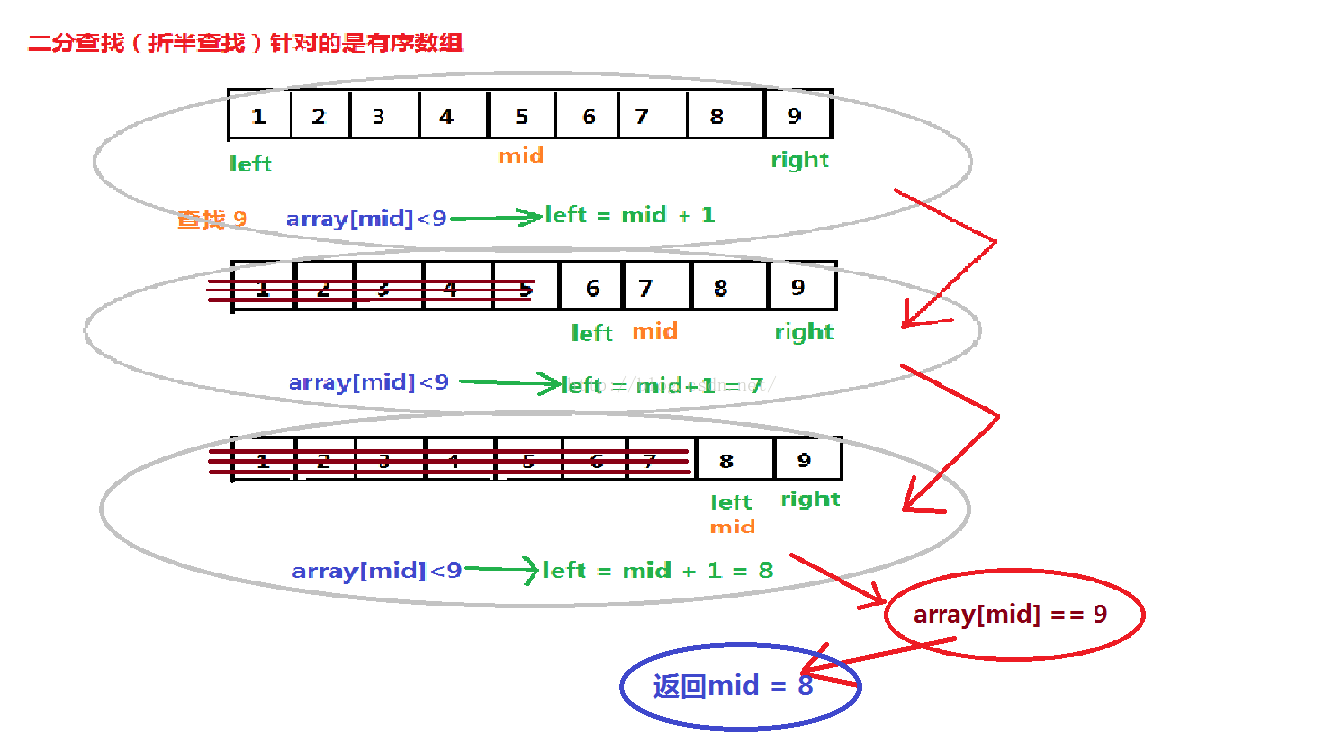 二分查找（折半查找）针对的是有序数组
1 2 3 4 5 6 7 8 9
left mid right
查找 9 array[mid]<9 left = mid + 1
1 2 3 4 5 6 7 8 9
left mid right
array[mid]<9 left = mid+1 = 7
1 2 3 4 5 6 7 8 9
left right
mid
array[mid]<9 left = mid + 1 = 8
array[mid] == 9
返回mid = 8